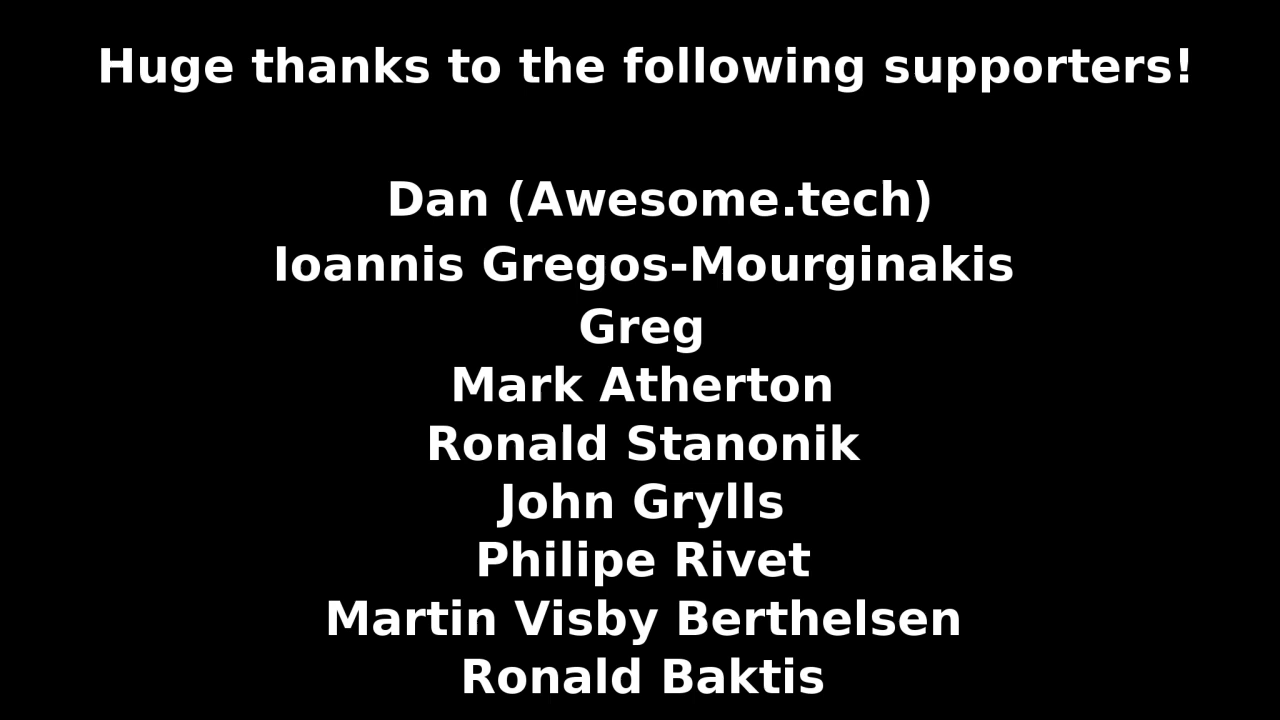 Huge thanks to the following supporters!
Dan (Awesome.tech)
Ioannis Gregos-Mourginakis
Greg
Mark Atherton
Ronald Stanonik
John Grylls
Philipe Rivet
Martin Visby Berthelsen
Ronald Baktis